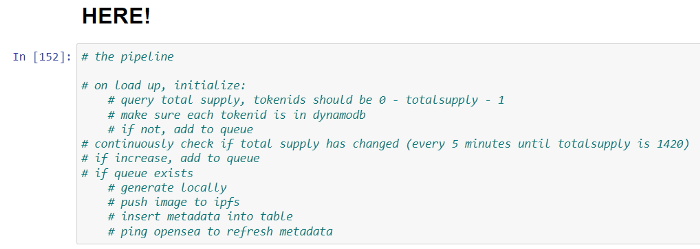 HERE!
In [152]: # the pipeline
# on load up, initialize:
# query total supply, tokenids should be 0 - totalsupply - 1
# make sure each tokenid is in dynamodb
# if not, add to queue
# continuously check if total supply has changed (every 5 minutes until totalsupply is 1420)
# if increase, add to queue
# if queue exists
# generate locally
# push image to ipfs
# insert metadata into table
# ping opensea to refresh metadata